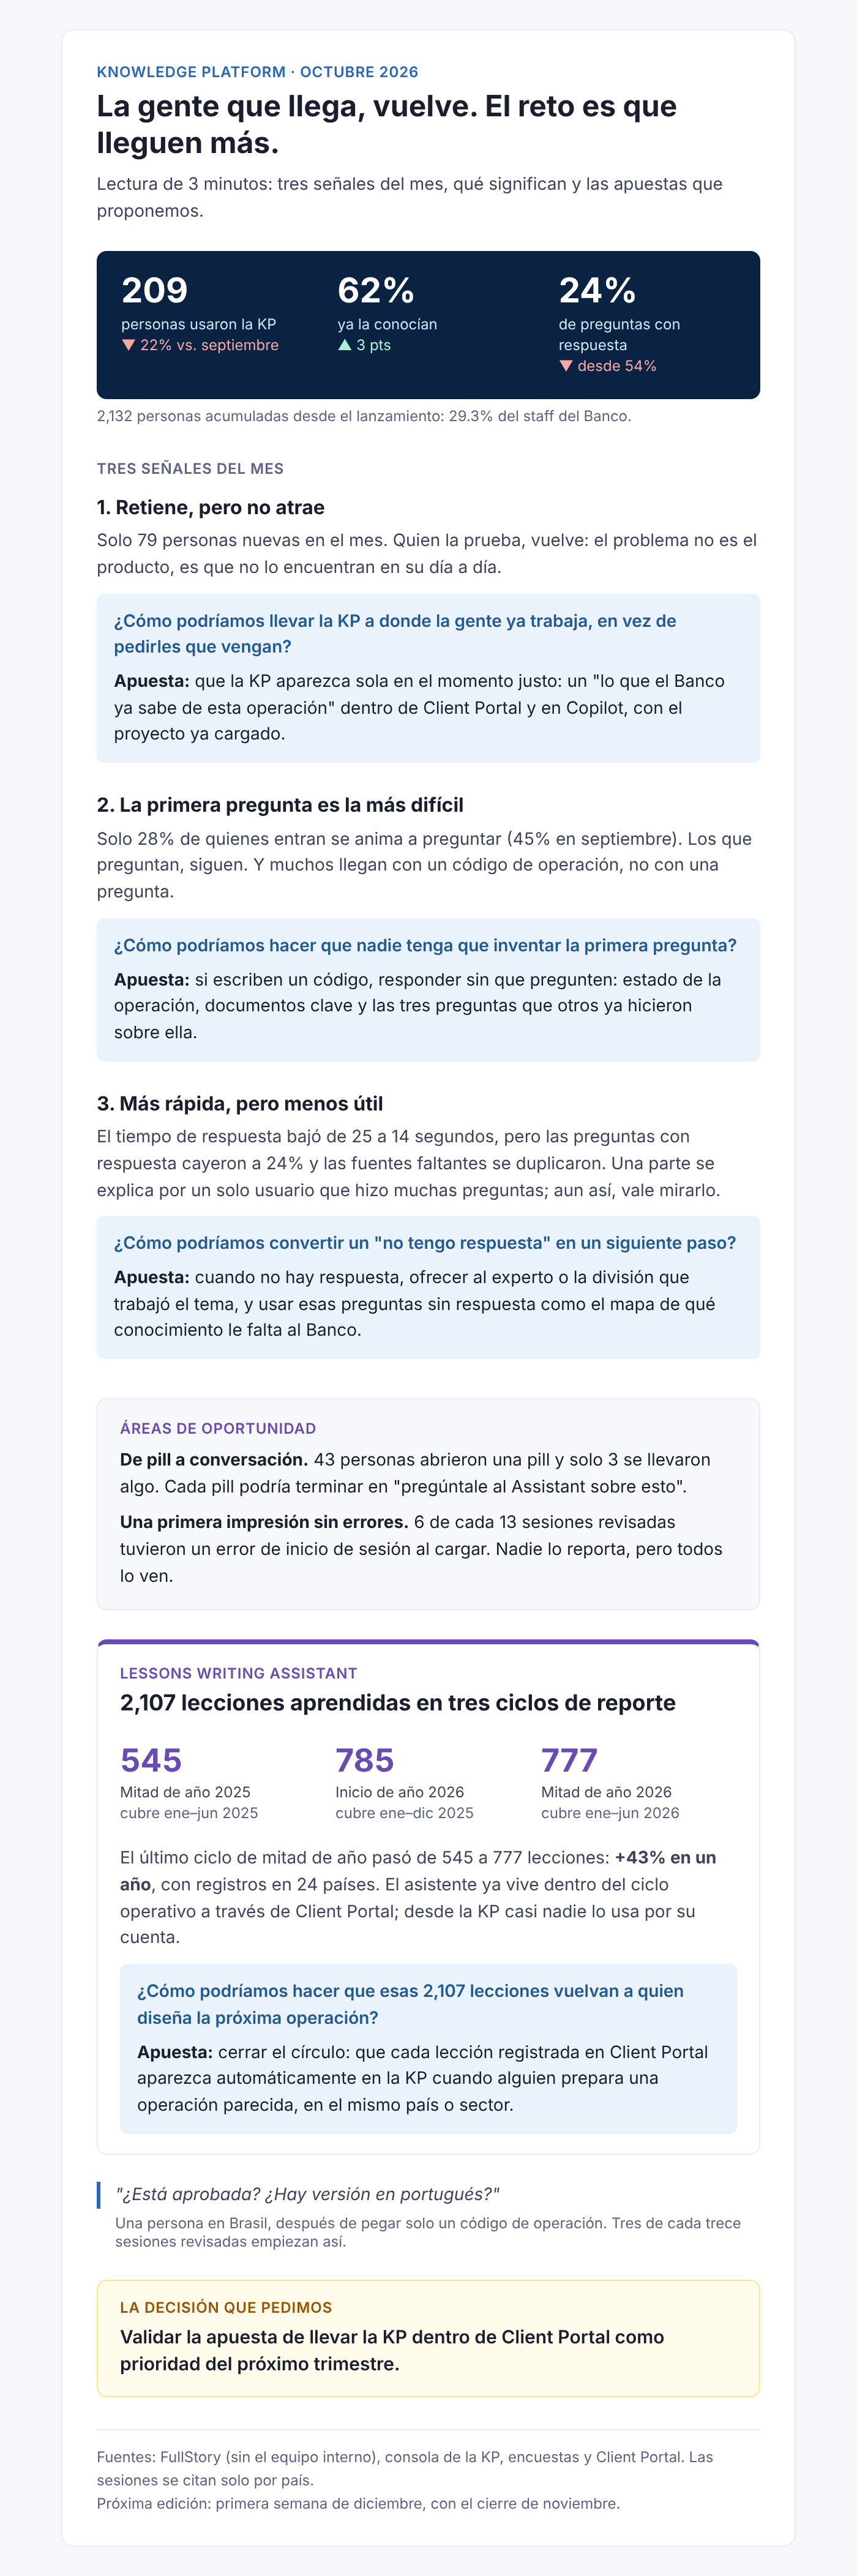 KNOWLEDGE PLATFORM · OCTUBRE 2026
La gente que llega, vuelve. El reto es que
lleguen más.
Lectura de 3 minutos: tres señales del mes, qué significan y las apuestas que
proponemos.
209
personas usaron la KP
▼ 22% vs. septiembre
62%
ya la conocían
▲ 3 pts
24%
de preguntas con
respuesta
▼ desde 54%
2,132 personas acumuladas desde el lanzamiento: 29.3% del staff del Banco.
TRES SEÑALES DEL MES
1. Retiene, pero no atrae
Solo 79 personas nuevas en el mes. Quien la prueba, vuelve: el problema no es el
producto, es que no lo encuentran en su día a día.
¿Cómo podríamos llevar la KP a donde la gente ya trabaja, en vez de
pedirles que vengan?
Apuesta: que la KP aparezca sola en el momento justo: un "lo que el Banco
ya sabe de esta operación" dentro de Client Portal y en Copilot, con el
proyecto ya cargado.
2. La primera pregunta es la más difícil
Solo 28% de quienes entran se anima a preguntar (45% en septiembre). Los que
preguntan, siguen. Y muchos llegan con un código de operación, no con una
pregunta.
¿Cómo podríamos hacer que nadie tenga que inventar la primera pregunta?
Apuesta: si escriben un código, responder sin que pregunten: estado de la
operación, documentos clave y las tres preguntas que otros ya hicieron
sobre ella.
3. Más rápida, pero menos útil
El tiempo de respuesta bajó de 25 a 14 segundos, pero las preguntas con
respuesta cayeron a 24% y las fuentes faltantes se duplicaron. Una parte se
explica por un solo usuario que hizo muchas preguntas; aun así, vale mirarlo.
¿Cómo podríamos convertir un "no tengo respuesta" en un siguiente paso?
Apuesta: cuando no hay respuesta, ofrecer al experto o la división que
trabajó el tema, y usar esas preguntas sin respuesta como el mapa de qué
conocimiento le falta al Banco.
ÁREAS DE OPORTUNIDAD
De pill a conversación. 43 personas abrieron una pill y solo 3 se llevaron
algo. Cada pill podría terminar en "pregúntale al Assistant sobre esto".
Una primera impresión sin errores. 6 de cada 13 sesiones revisadas
tuvieron un error de inicio de sesión al cargar. Nadie lo reporta, pero todos
lo ven.
LESSONS WRITING ASSISTANT
2,107 lecciones aprendidas en tres ciclos de reporte
545
Mitad de año 2025
cubre ene–jun 2025
785
Inicio de año 2026
cubre ene–dic 2025
777
Mitad de año 2026
cubre ene–jun 2026
El último ciclo de mitad de año pasó de 545 a 777 lecciones: +43% en un
año, con registros en 24 países. El asistente ya vive dentro del ciclo
operativo a través de Client Portal; desde la KP casi nadie lo usa por su
cuenta.
¿Cómo podríamos hacer que esas 2,107 lecciones vuelvan a quien
diseña la próxima operación?
Apuesta: cerrar el círculo: que cada lección registrada en Client Portal
aparezca automáticamente en la KP cuando alguien prepara una
operación parecida, en el mismo país o sector.
"¿Está aprobada? ¿Hay versión en portugués?"
Una persona en Brasil, después de pegar solo un código de operación. Tres de cada trece
sesiones revisadas empiezan así.
LA DECISIÓN QUE PEDIMOS
Validar la apuesta de llevar la KP dentro de Client Portal como
prioridad del próximo trimestre.
Fuentes: FullStory (sin el equipo interno), consola de la KP, encuestas y Client Portal. Las
sesiones se citan solo por país.
Próxima edición: primera semana de diciembre, con el cierre de noviembre.